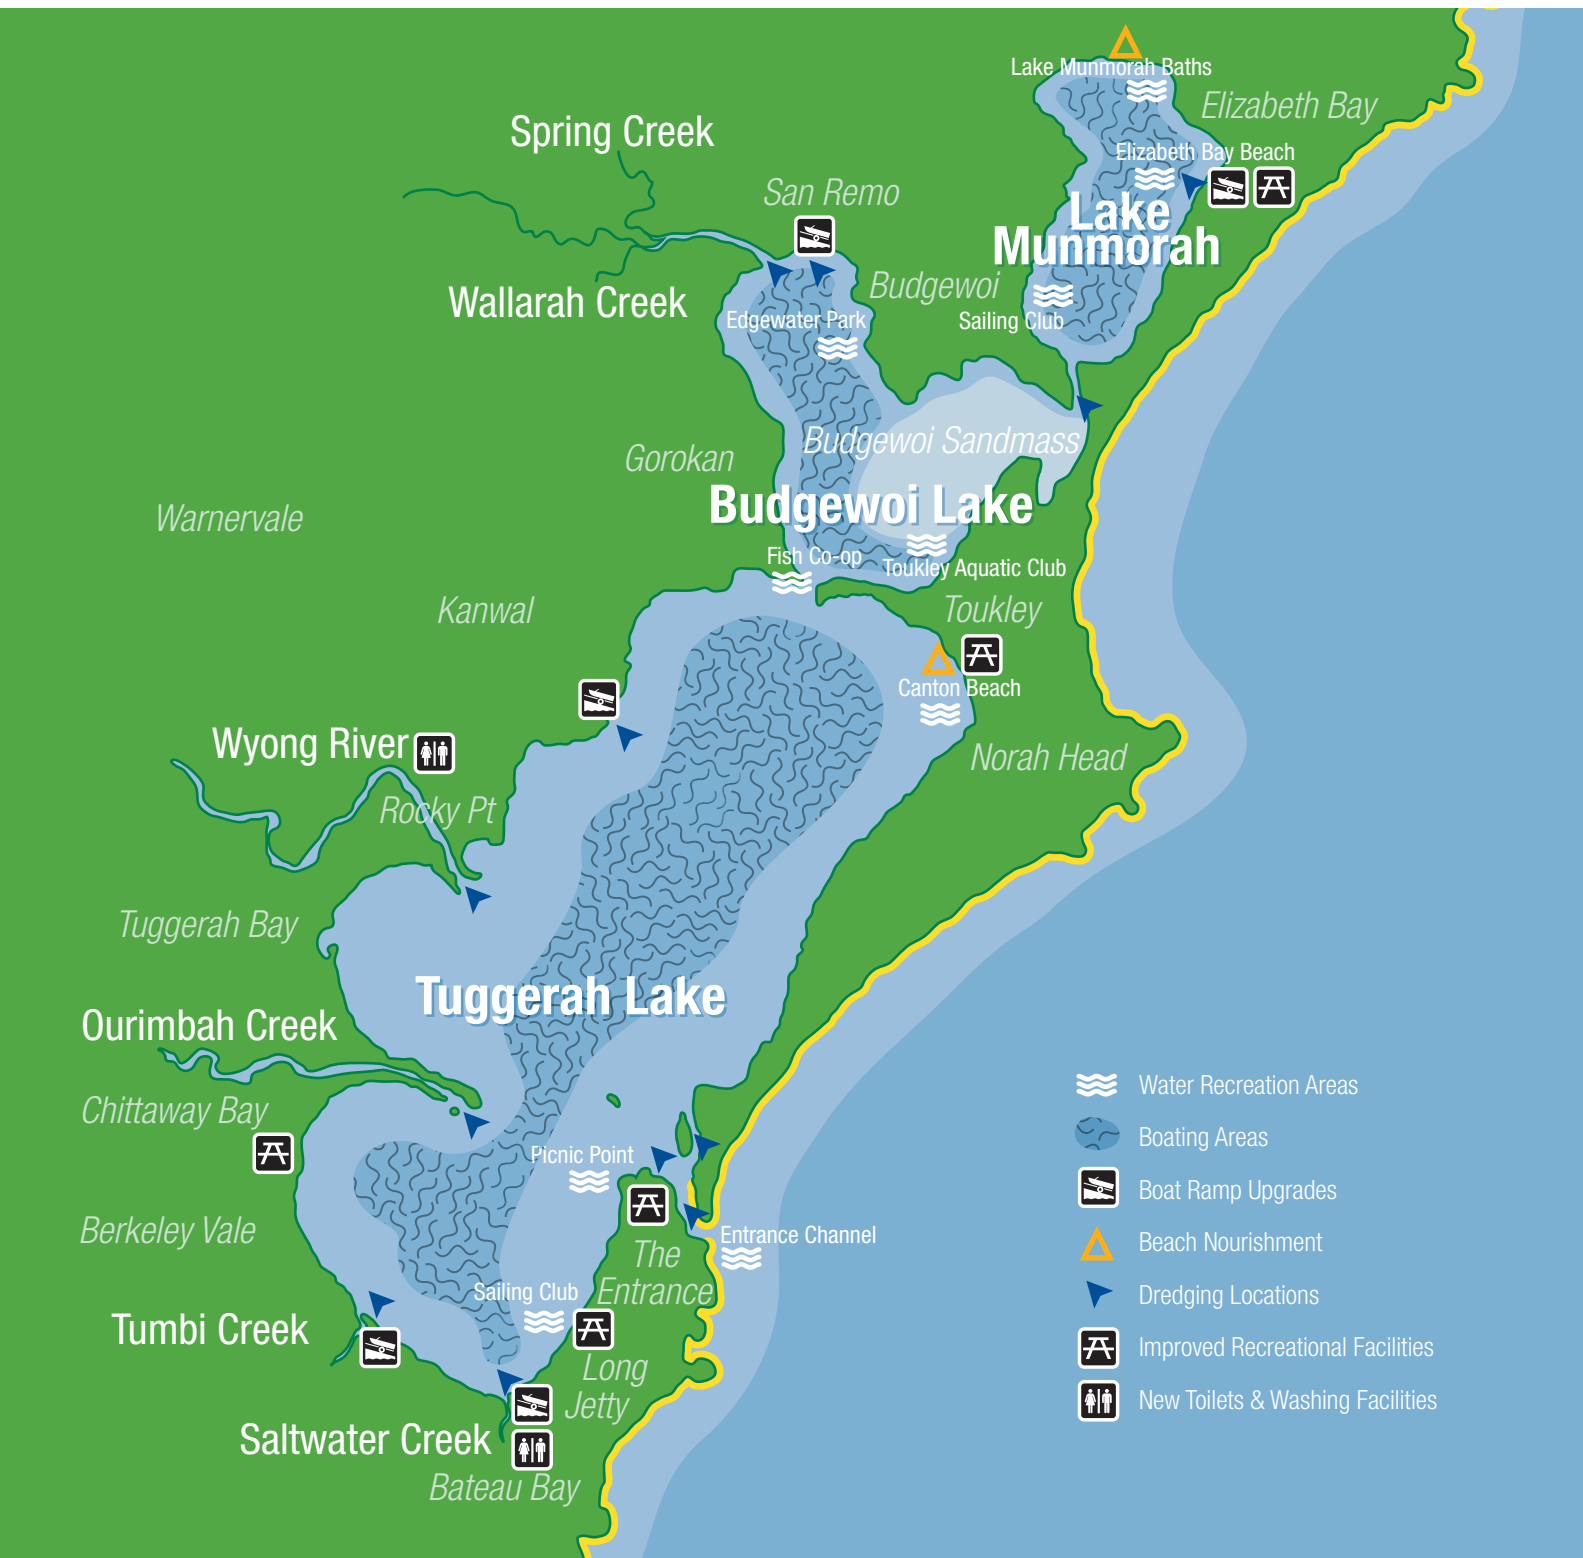 Lake Munmorah Baths
Elizabeth Bay
Spring Creek
Elizabeth Bay Beach
San Remo
Lake
Munmorah
Budgewoi
Wallarah Creek
Edgewater Park
Sailing Club
Budgewoi Sandmass
Gorokan
Budgewoi Lake
Warnervale
Fish Co-op
Toukley Aquatic Club
Kanwal
Toukley
Canton Beach
Wyong River
Norah Head
Rocky Pt
Tuggerah Bay
Tuggerah Lake
Ourimbah Creek
Chittaway Bay
Picnic Point
Berkeley Vale
Entrance Channel
The
Entrance
Sailing Club
Tumbi Creek
Long
Jetty
Saltwater Creek
Bateau Bay
Water Recreation Areas
Boating Areas
Boat Ramp Upgrades
Beach Nourishment
Dredging Locations
Improved Recreational Facilities
New Toilets & Washing Facilities